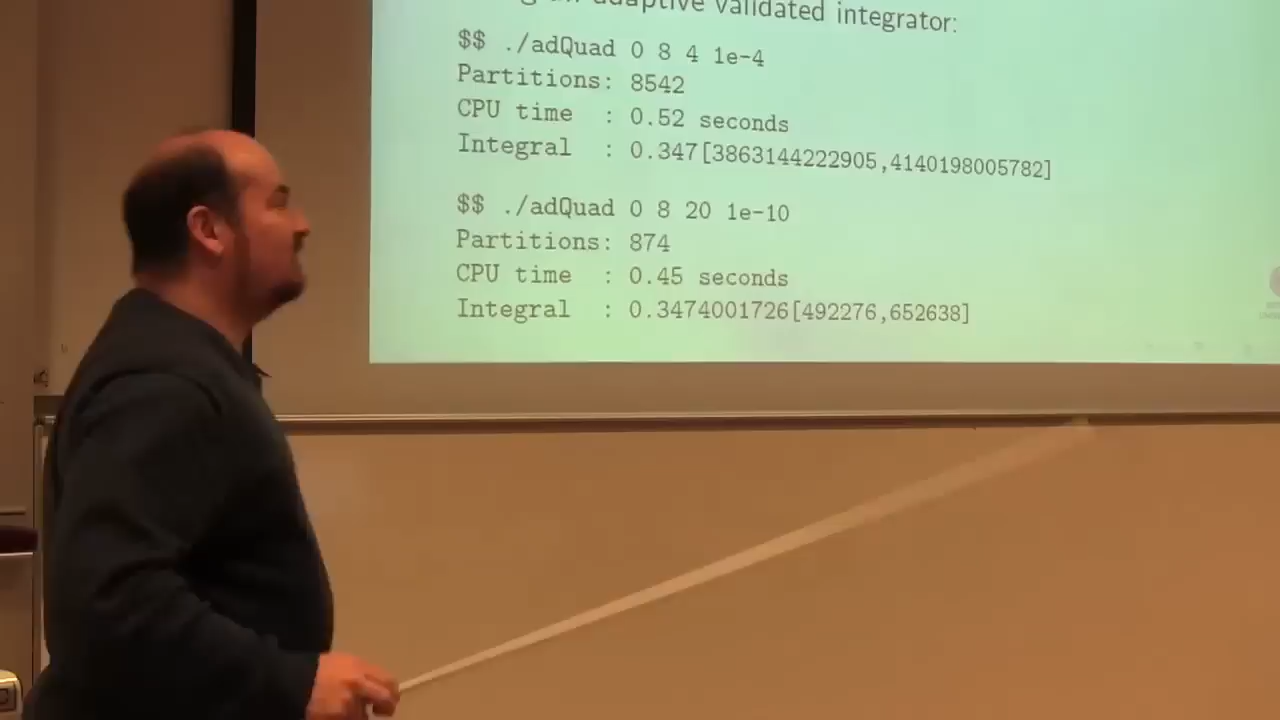 adaptive validated integrator:
$$ ./adQuad 0 8 4 1e-4
Partitions: 8542
CPU time : 0.52 seconds
Integral : 0.347[3863144222905,4140198005782]
$$ ./adQuad 0 8 20 1e-10
Partitions: 874
CPU time : 0.45 seconds
Integral : 0.3474001726[492276,652638]